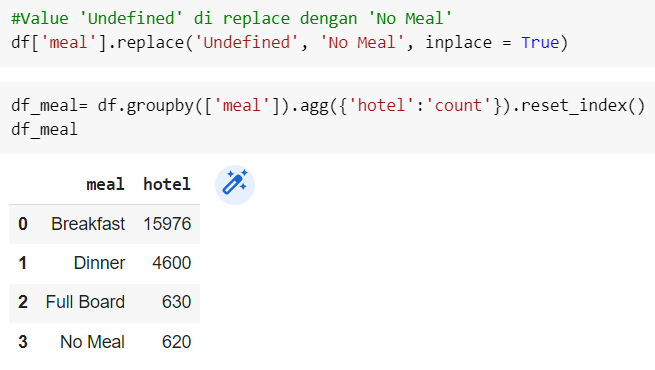 #Value 'Undefined' di replace dengan 'No Meal'
df['meal'].replace('Undefined', 'No Meal', inplace = True)
df_meal= df.groupby(['meal']).agg({'hotel':'count'}).reset_index()
df_meal
meal hotel
0 Breakfast 15976
1 Dinner 4600
2 Full Board 630
3 No Meal 620